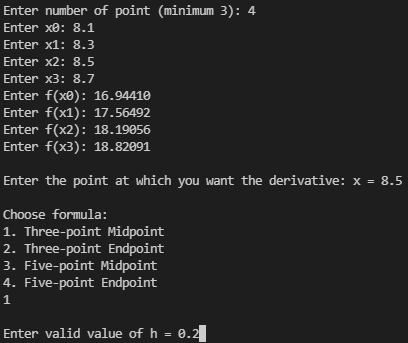 Enter number of point (minimum 3): 4
Enter x0: 8.1
Enter x1: 8.3
Enter x2: 8.5
Enter x3: 8.7
Enter f(x0): 16.94410
Enter f(x1): 17.56492
Enter f(x2): 18.19056
Enter f(x3): 18.82091
Enter the point at which you want the derivative: x = 8.5
Choose formula:
1. Three-point Midpoint
2. Three-point Endpoint
3. Five-point Midpoint
4. Five-point Endpoint
1
Enter valid value of h = 0.2